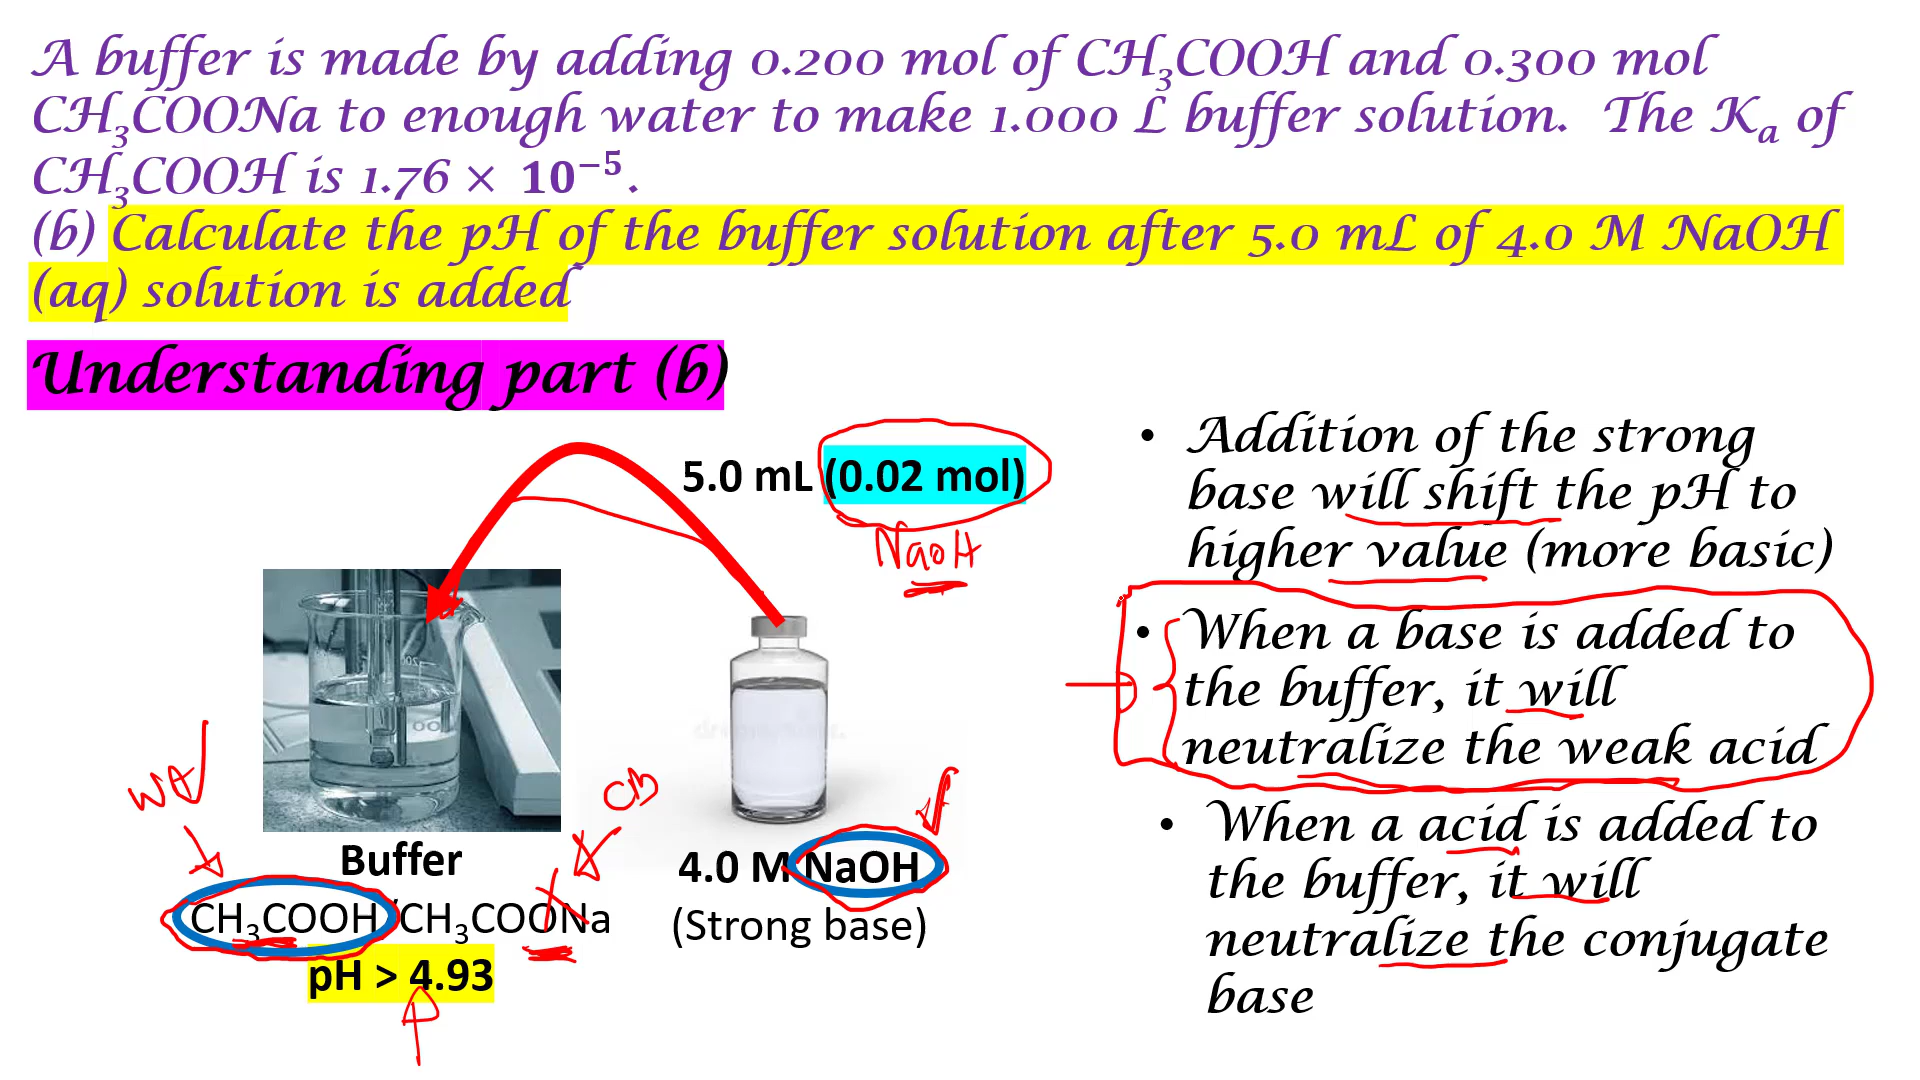 A buffer is made by adding 0.200 mol of CH₃COOH and 0.300 mol
CH₃COONa to enough water to make 1.000 L buffer solution. The Kₐ of
CH₃COOH is 1.76 × 10⁻⁵.
(b) Calculate the pH of the buffer solution after 5.0 mL of 4.0 M NaOH
(aq) solution is added
Understanding part (b)
5.0 mL (0.02 mol)
NaOH
WA
CB
Buffer
CH₃COOH/CH₃COONa
pH > 4.93
4.0 M NaOH
(Strong base)
• Addition of the strong
base will shift the pH to
higher value (more basic)
• When a base is added to
the buffer, it will
neutralize the weak acid
• When a acid is added to
the buffer, it will
neutralize the conjugate
base